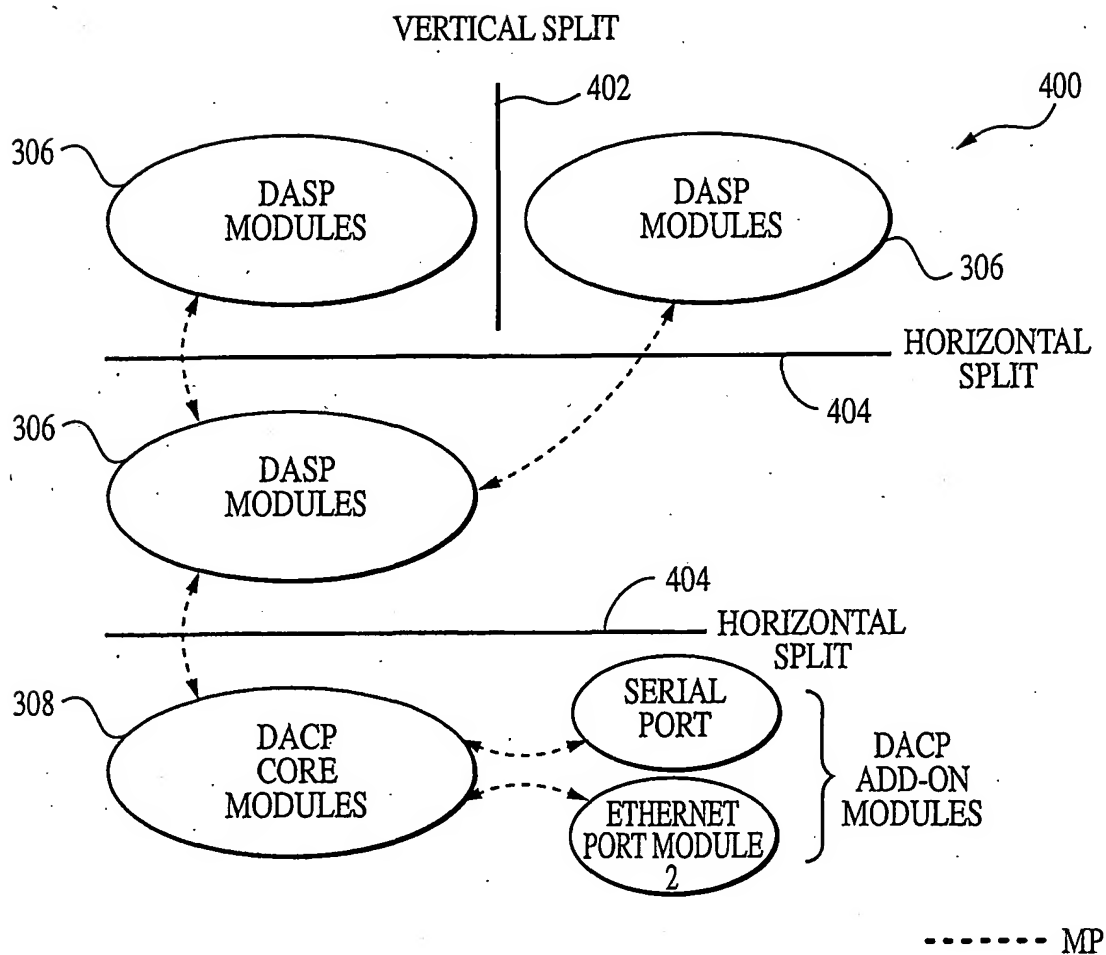 VERTICAL SPLIT
402
400
306
DASP
MODULES
DASP
MODULES
306
HORIZONTAL
SPLIT
404
306
DASP
MODULES
404
HORIZONTAL
SPLIT
308
DACP
CORE
MODULES
SERIAL
PORT
ETHERNET
PORT MODULE
2
DACP
ADD-ON
MODULES
MP